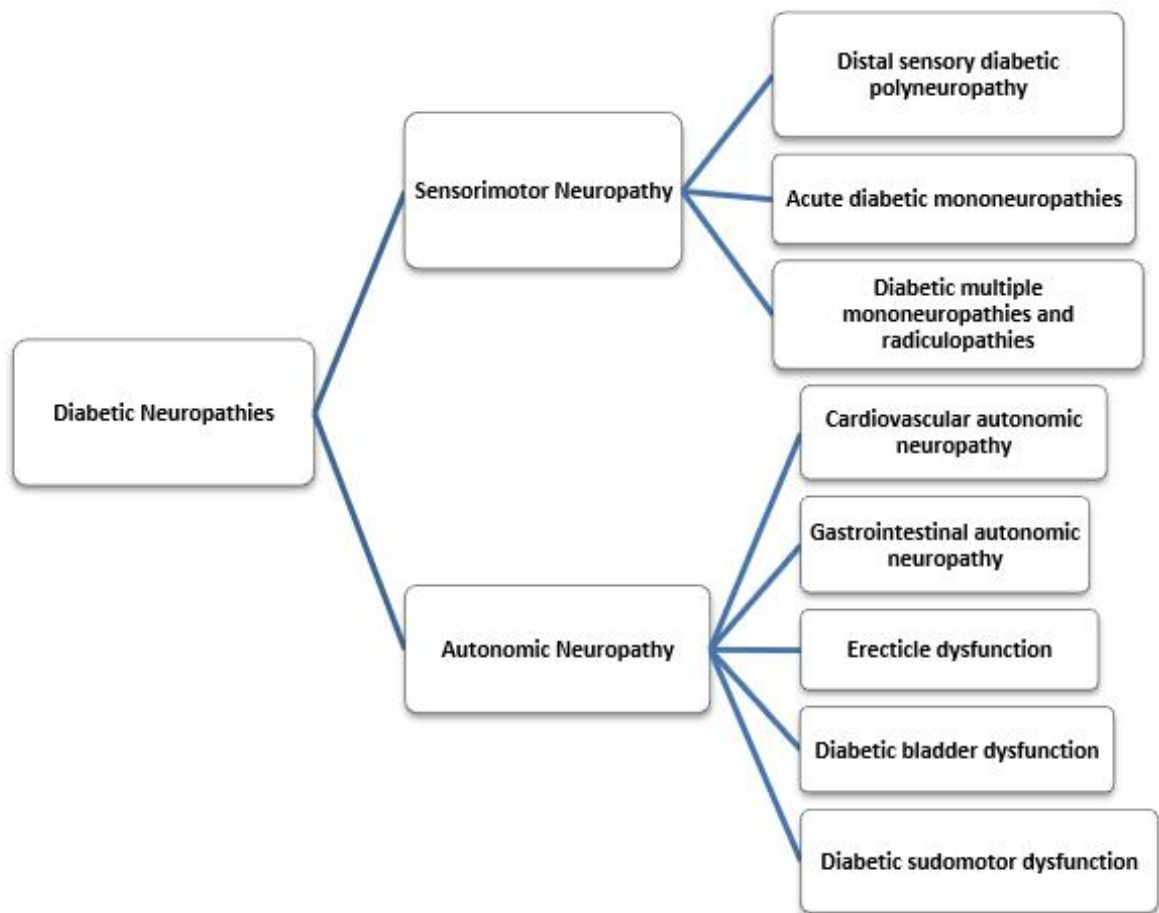 Diabetic Neuropathies
Sensorimotor Neuropathy
Distal sensory diabetic
polyneuropathy
Acute diabetic mononeuropathies
Diabetic multiple
mononeuropathies and
radiculopathies
Autonomic Neuropathy
Cardiovascular autonomic
neuropathy
Gastrointestinal autonomic
neuropathy
Erecticle dysfunction
Diabetic bladder dysfunction
Diabetic sudomotor dysfunction